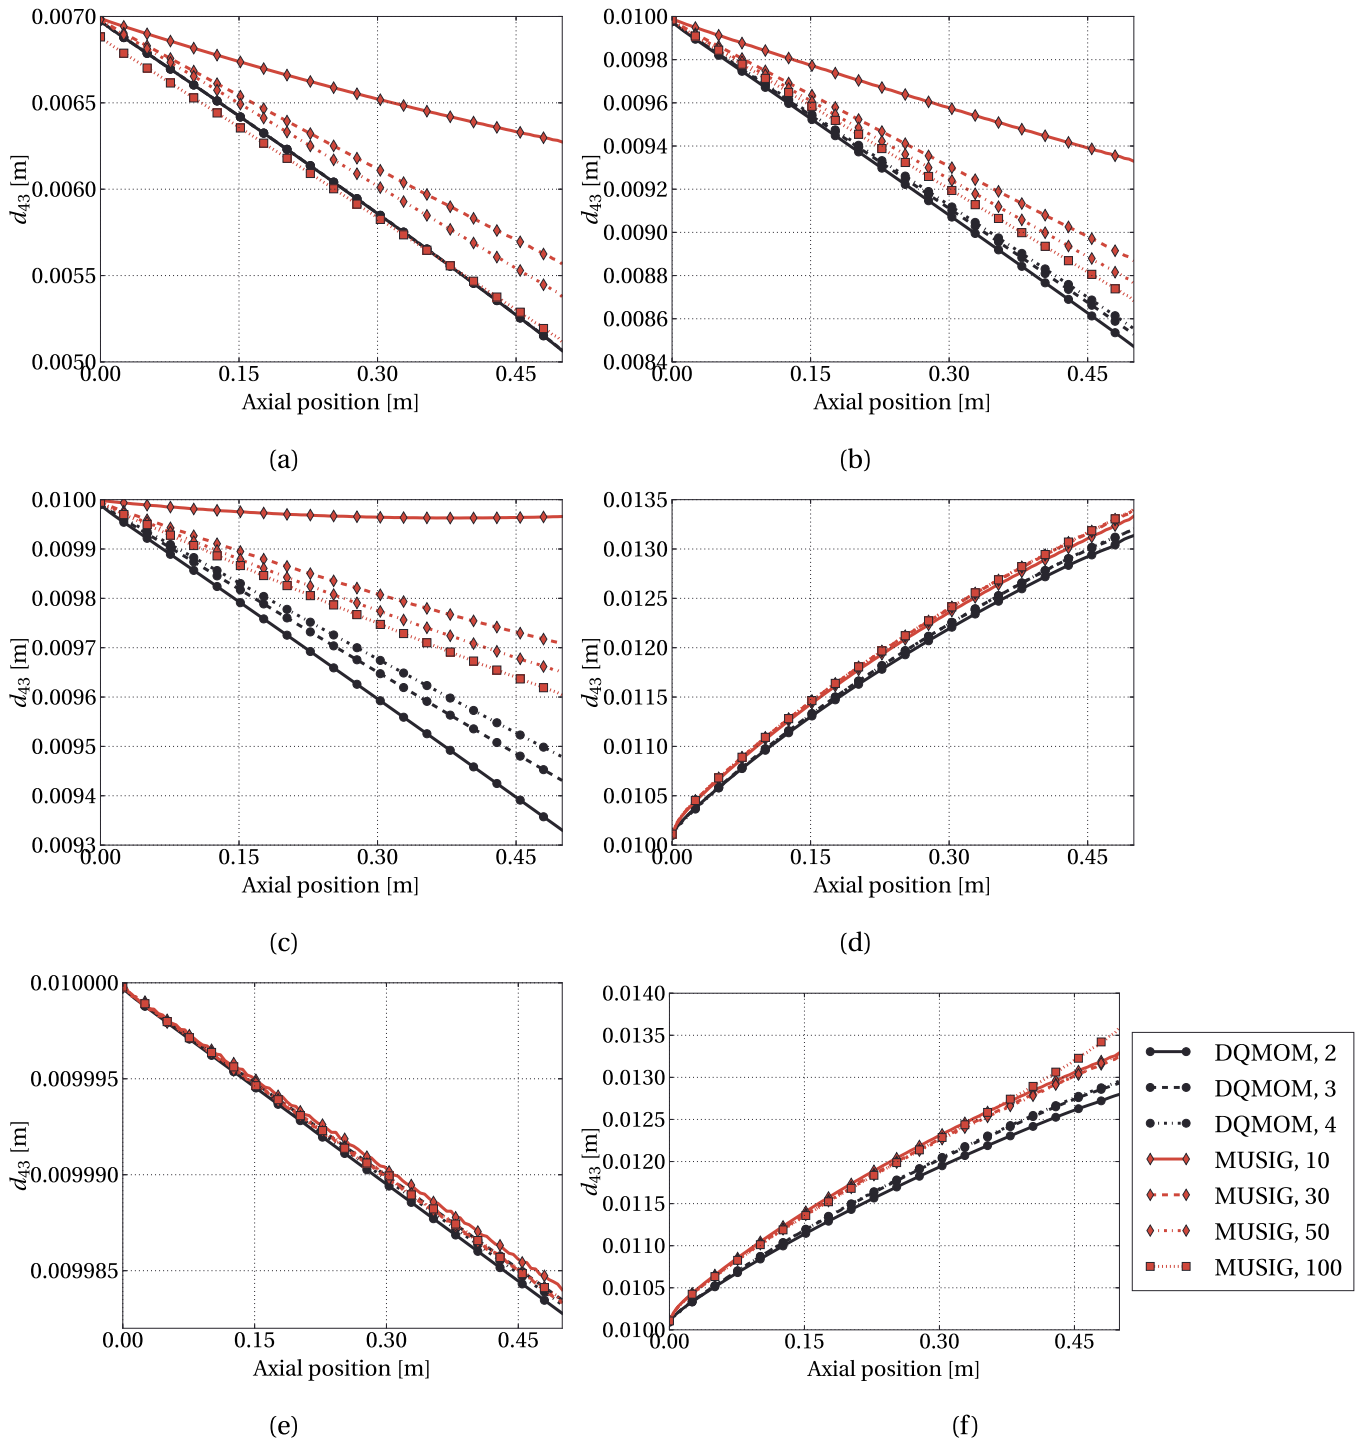 0.0070
0.0065
0.0060
0.0055
0.0050
d43 [m]
0.00 0.15 0.30 0.45
Axial position [m]
(a)
0.0100
0.0098
0.0096
0.0094
0.0092
0.0090
0.0088
0.0086
0.0084
d43 [m]
0.00 0.15 0.30 0.45
Axial position [m]
(b)
0.0100
0.0099
0.0098
0.0097
0.0096
0.0095
0.0094
0.0093
d43 [m]
0.00 0.15 0.30 0.45
Axial position [m]
(c)
0.0135
0.0130
0.0125
0.0120
0.0115
0.0110
0.0105
0.0100
d43 [m]
0.00 0.15 0.30 0.45
Axial position [m]
(d)
0.010000
0.009995
0.009990
0.009985
d43 [m]
0.00 0.15 0.30 0.45
Axial position [m]
(e)
0.0140
0.0135
0.0130
0.0125
0.0120
0.0115
0.0110
0.0105
0.0100
d43 [m]
0.00 0.15 0.30 0.45
Axial position [m]
(f)
DQMOM, 2
DQMOM, 3
DQMOM, 4
MUSIG, 10
MUSIG, 30
MUSIG, 50
MUSIG, 100